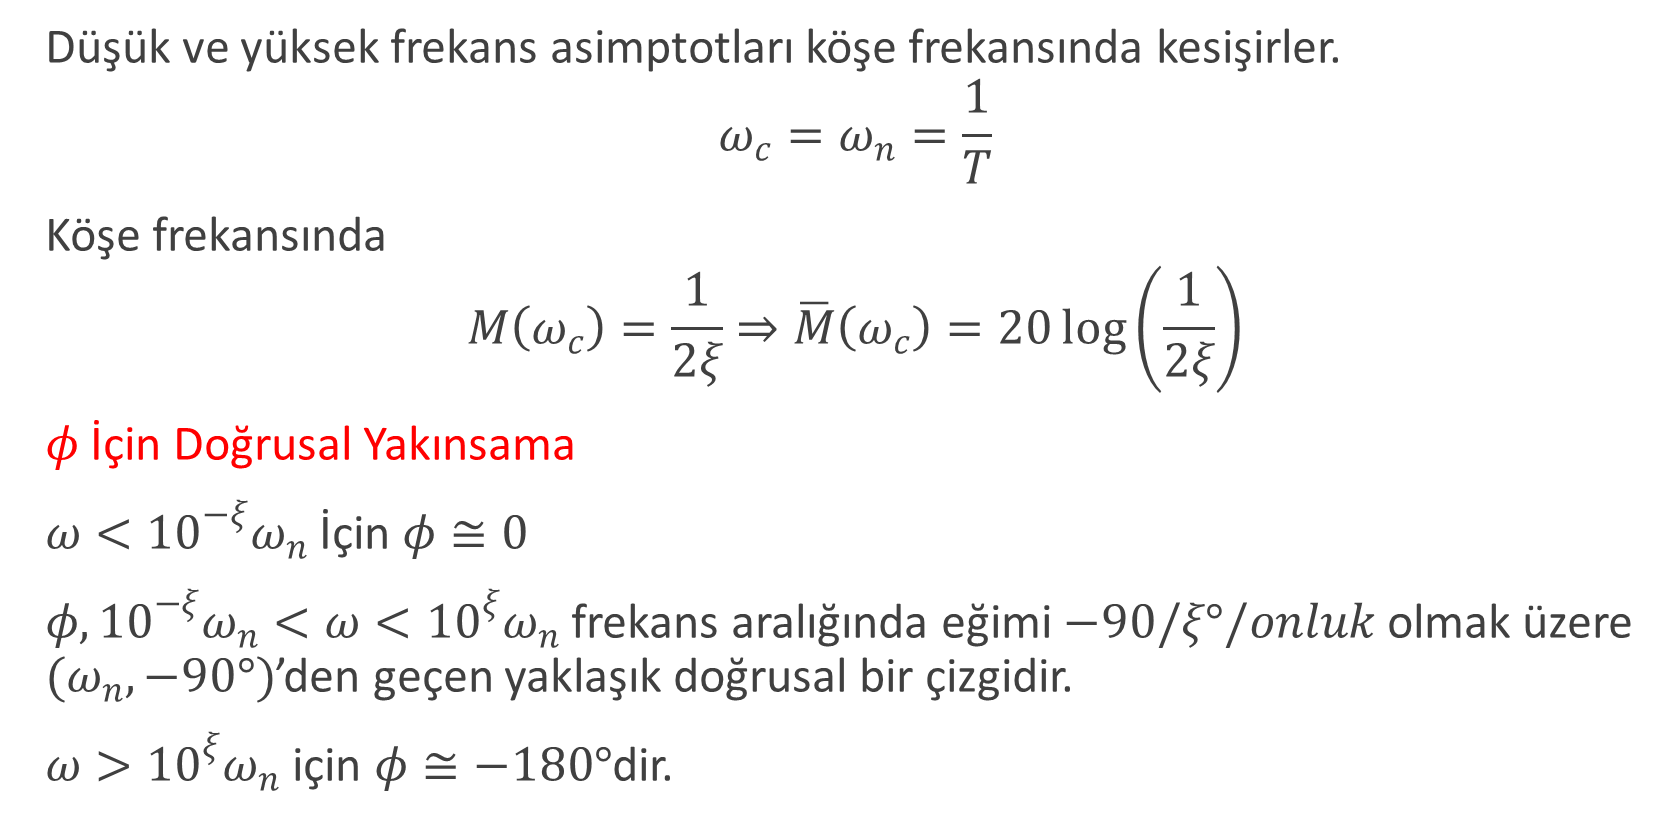 Düşük ve yüksek frekans asimptotları köşe frekansında kesişirler.
ω_c = ω_n = 1/T
Köşe frekansında
M(ω_c) = 1/(2ξ) ⇒ M̅(ω_c) = 20 log(1/(2ξ))
ϕ İçin Doğrusal Yakınsama
ω < 10^(−ξ) ω_n İçin ϕ ≅ 0
ϕ, 10^(−ξ) ω_n < ω < 10^ξ ω_n frekans aralığında eğimi −90/ξ°/onluk olmak üzere
(ω_n, −90°)’den geçen yaklaşık doğrusal bir çizgidir.
ω > 10^ξ ω_n için ϕ ≅ −180°dir.